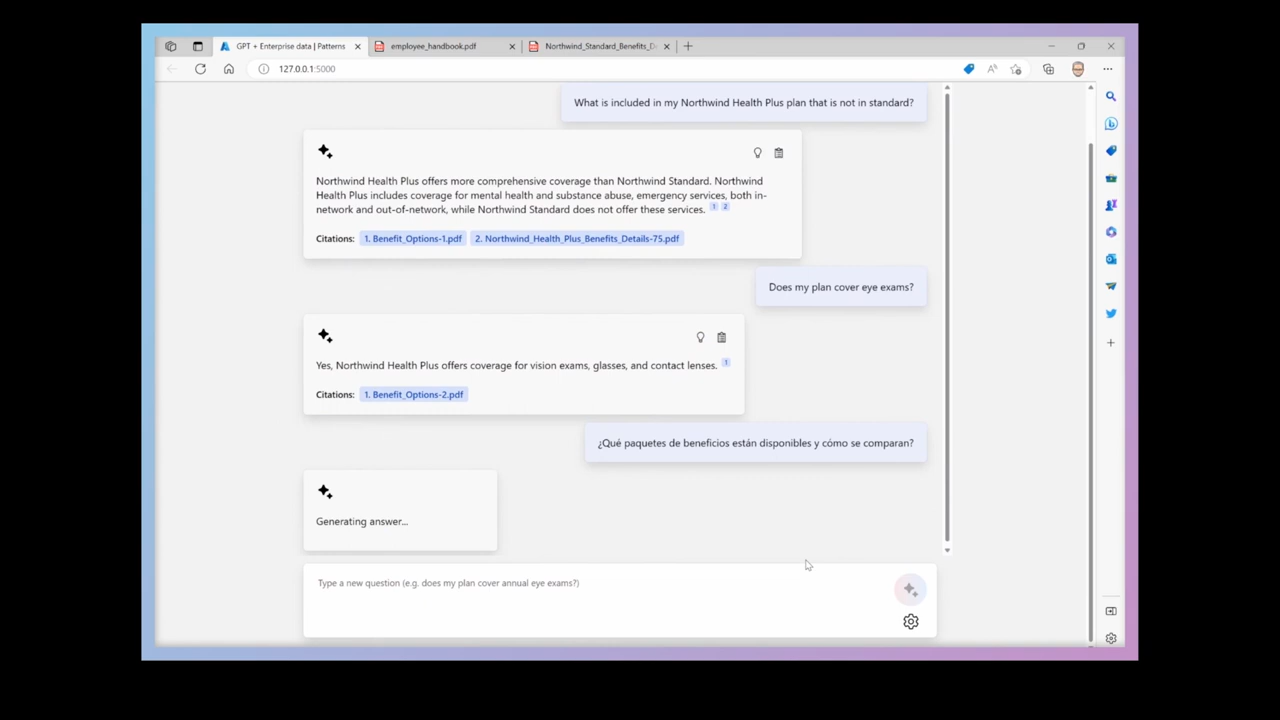 GPT + Enterprise data | Patterns
employee_handbook.pdf
Northwind_Standard_Benefits_D
127.0.0.1:5000
What is included in my Northwind Health Plus plan that is not in standard?
Northwind Health Plus offers more comprehensive coverage than Northwind Standard. Northwind
Health Plus includes coverage for mental health and substance abuse, emergency services, both in-
network and out-of-network, while Northwind Standard does not offer these services. 1 2
Citations: 1. Benefit_Options-1.pdf 2. Northwind_Health_Plus_Benefits_Details-75.pdf
Does my plan cover eye exams?
Yes, Northwind Health Plus offers coverage for vision exams, glasses, and contact lenses. 1
Citations: 1. Benefit_Options-2.pdf
¿Qué paquetes de beneficios están disponibles y cómo se comparan?
Generating answer...
Type a new question (e.g. does my plan cover annual eye exams?)